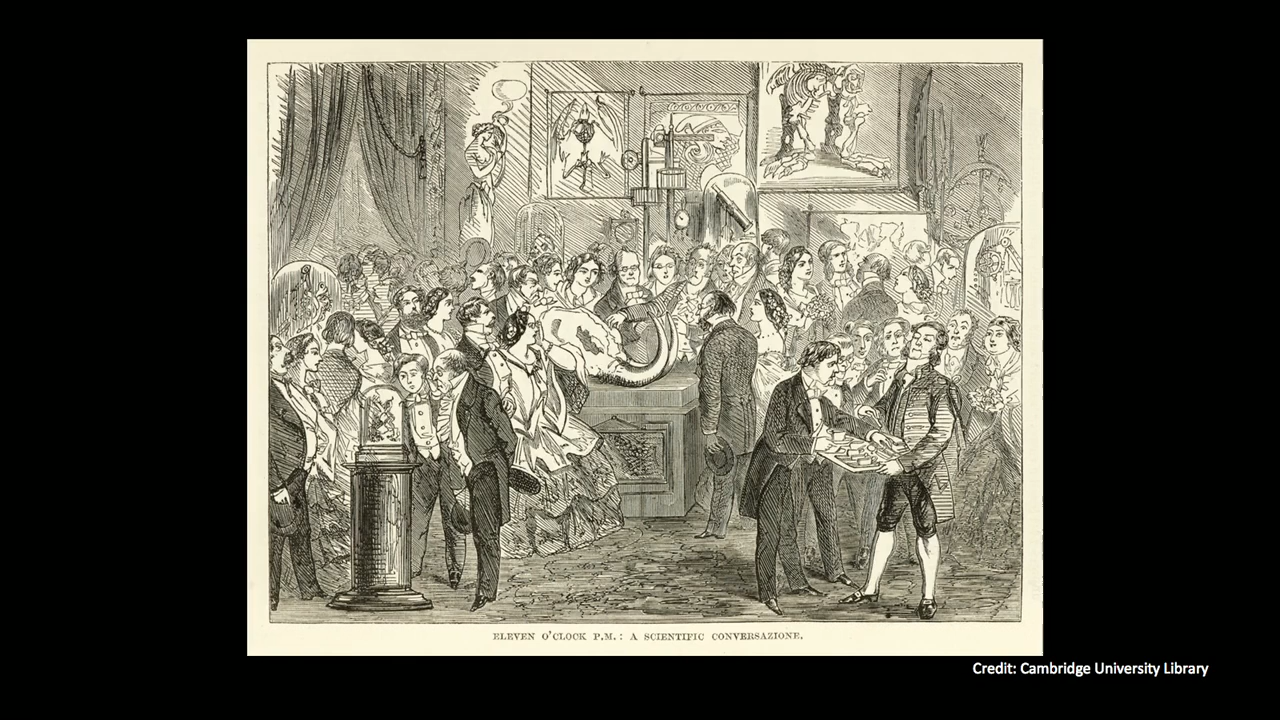 ELEVEN O'CLOCK P.M.: A SCIENTIFIC CONVERSAZIONE.
Credit: Cambridge University Library